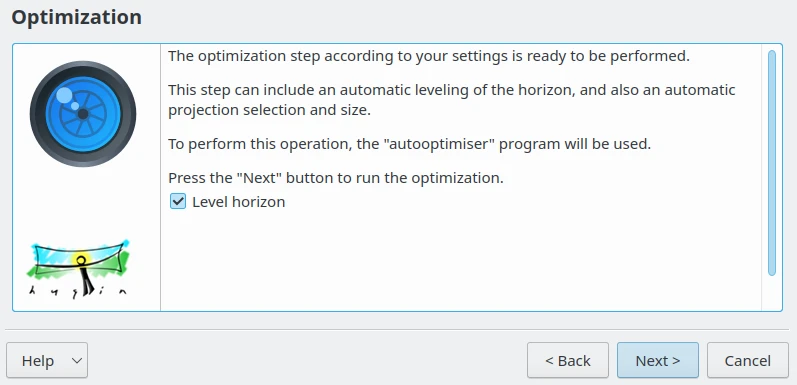 Optimization
The optimization step according to your settings is ready to be performed.
This step can include an automatic leveling of the horizon, and also an automatic
projection selection and size.
To perform this operation, the "autooptimiser" program will be used.
Press the "Next" button to run the optimization.
Level horizon
hugin
Help
< Back
Next >
Cancel